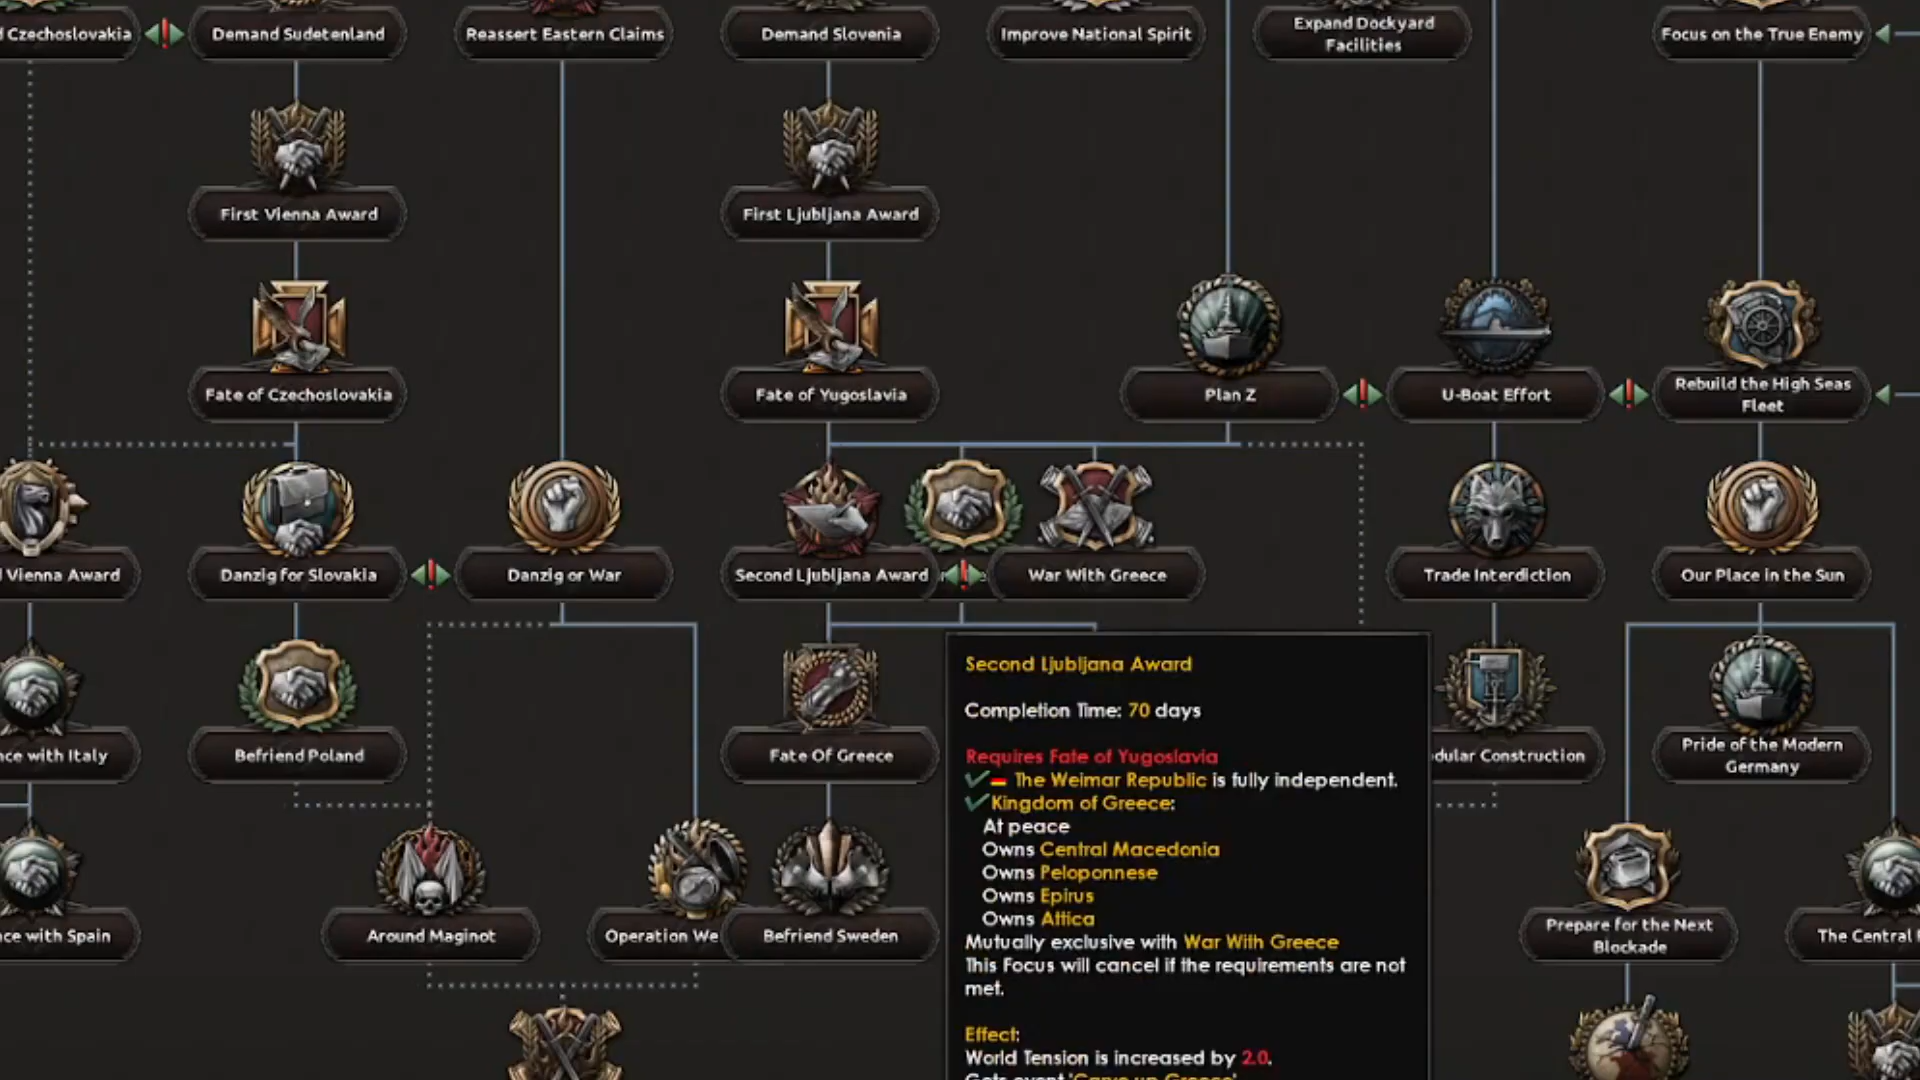 d Czechoslovakia
Demand Sudetenland
Reassert Eastern Claims
Demand Slovenia
Improve National Spirit
Expand Dockyard
Facilities
Focus on the True Enemy
First Vienna Award
First Ljubljana Award
Fate of Czechoslovakia
Fate of Yugoslavia
Plan Z
U-Boat Effort
Rebuild the High Seas
Fleet
d Vienna Award
Danzig for Slovakia
Danzig or War
Second Ljubljana Award
War With Greece
Trade Interdiction
Our Place in the Sun
nce with Italy
Befriend Poland
Fate Of Greece
dular Construction
Pride of the Modern
Germany
nce with Spain
Around Maginot
Operation We
Befriend Sweden
Prepare for the Next
Blockade
The Central
Second Ljubljana Award
Completion Time: 70 days
Requires Fate of Yugoslavia
The Weimar Republic is fully independent.
Kingdom of Greece:
At peace
Owns Central Macedonia
Owns Peloponnese
Owns Epirus
Owns Attica
Mutually exclusive with War With Greece
This Focus will cancel if the requirements are not
met.
Effect:
World Tension is increased by 2.0.
Gets event 'Carve up Greece'